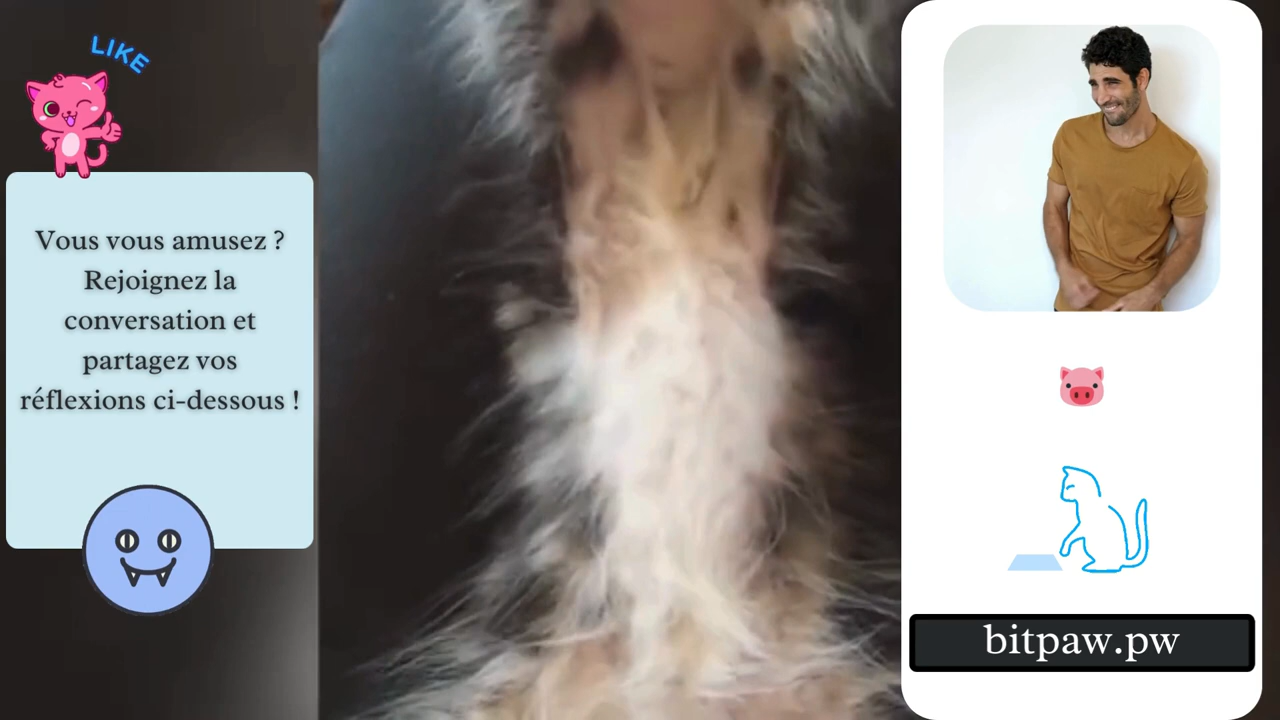 LIKE
Vous vous amusez ?
Rejoignez la
conversation et
partagez vos
réflexions ci-dessous !
bitpaw.pw